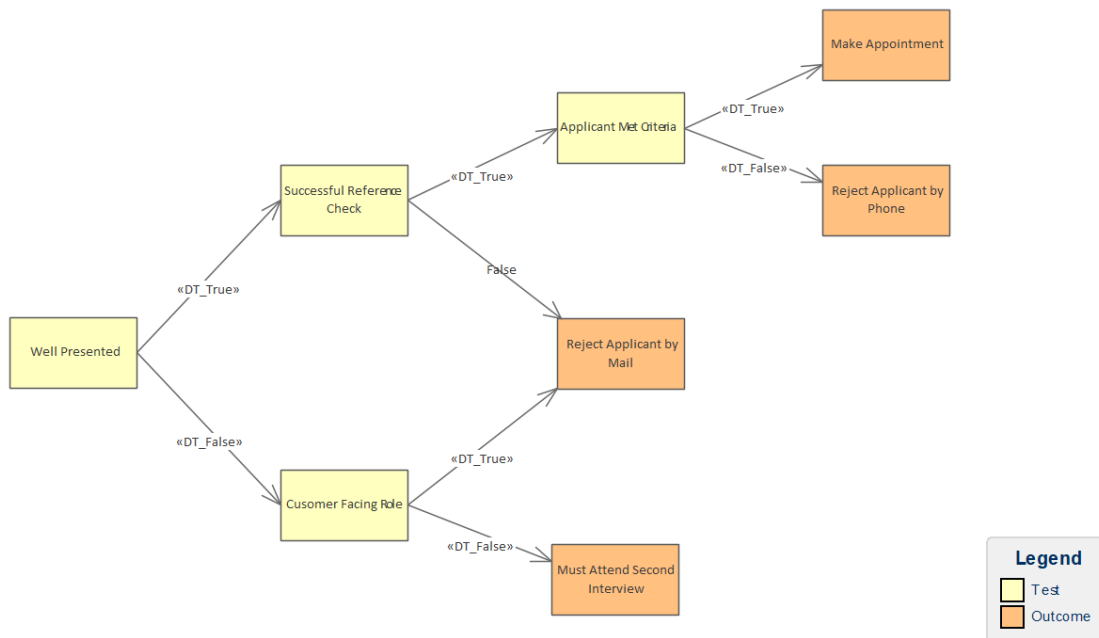 Make Appointment
«DT_True»
Applicant Met Criteria
«DT_False»
Successful Reference
Check
«DT_True»
Reject Applicant by
Phone
False
«DT_True»
Well Presented
Reject Applicant by
Mail
«DT_False»
«DT_True»
Cusomer Facing Role
«DT_False»
Must Attend Second
Interview
Legend
Test
Outcome